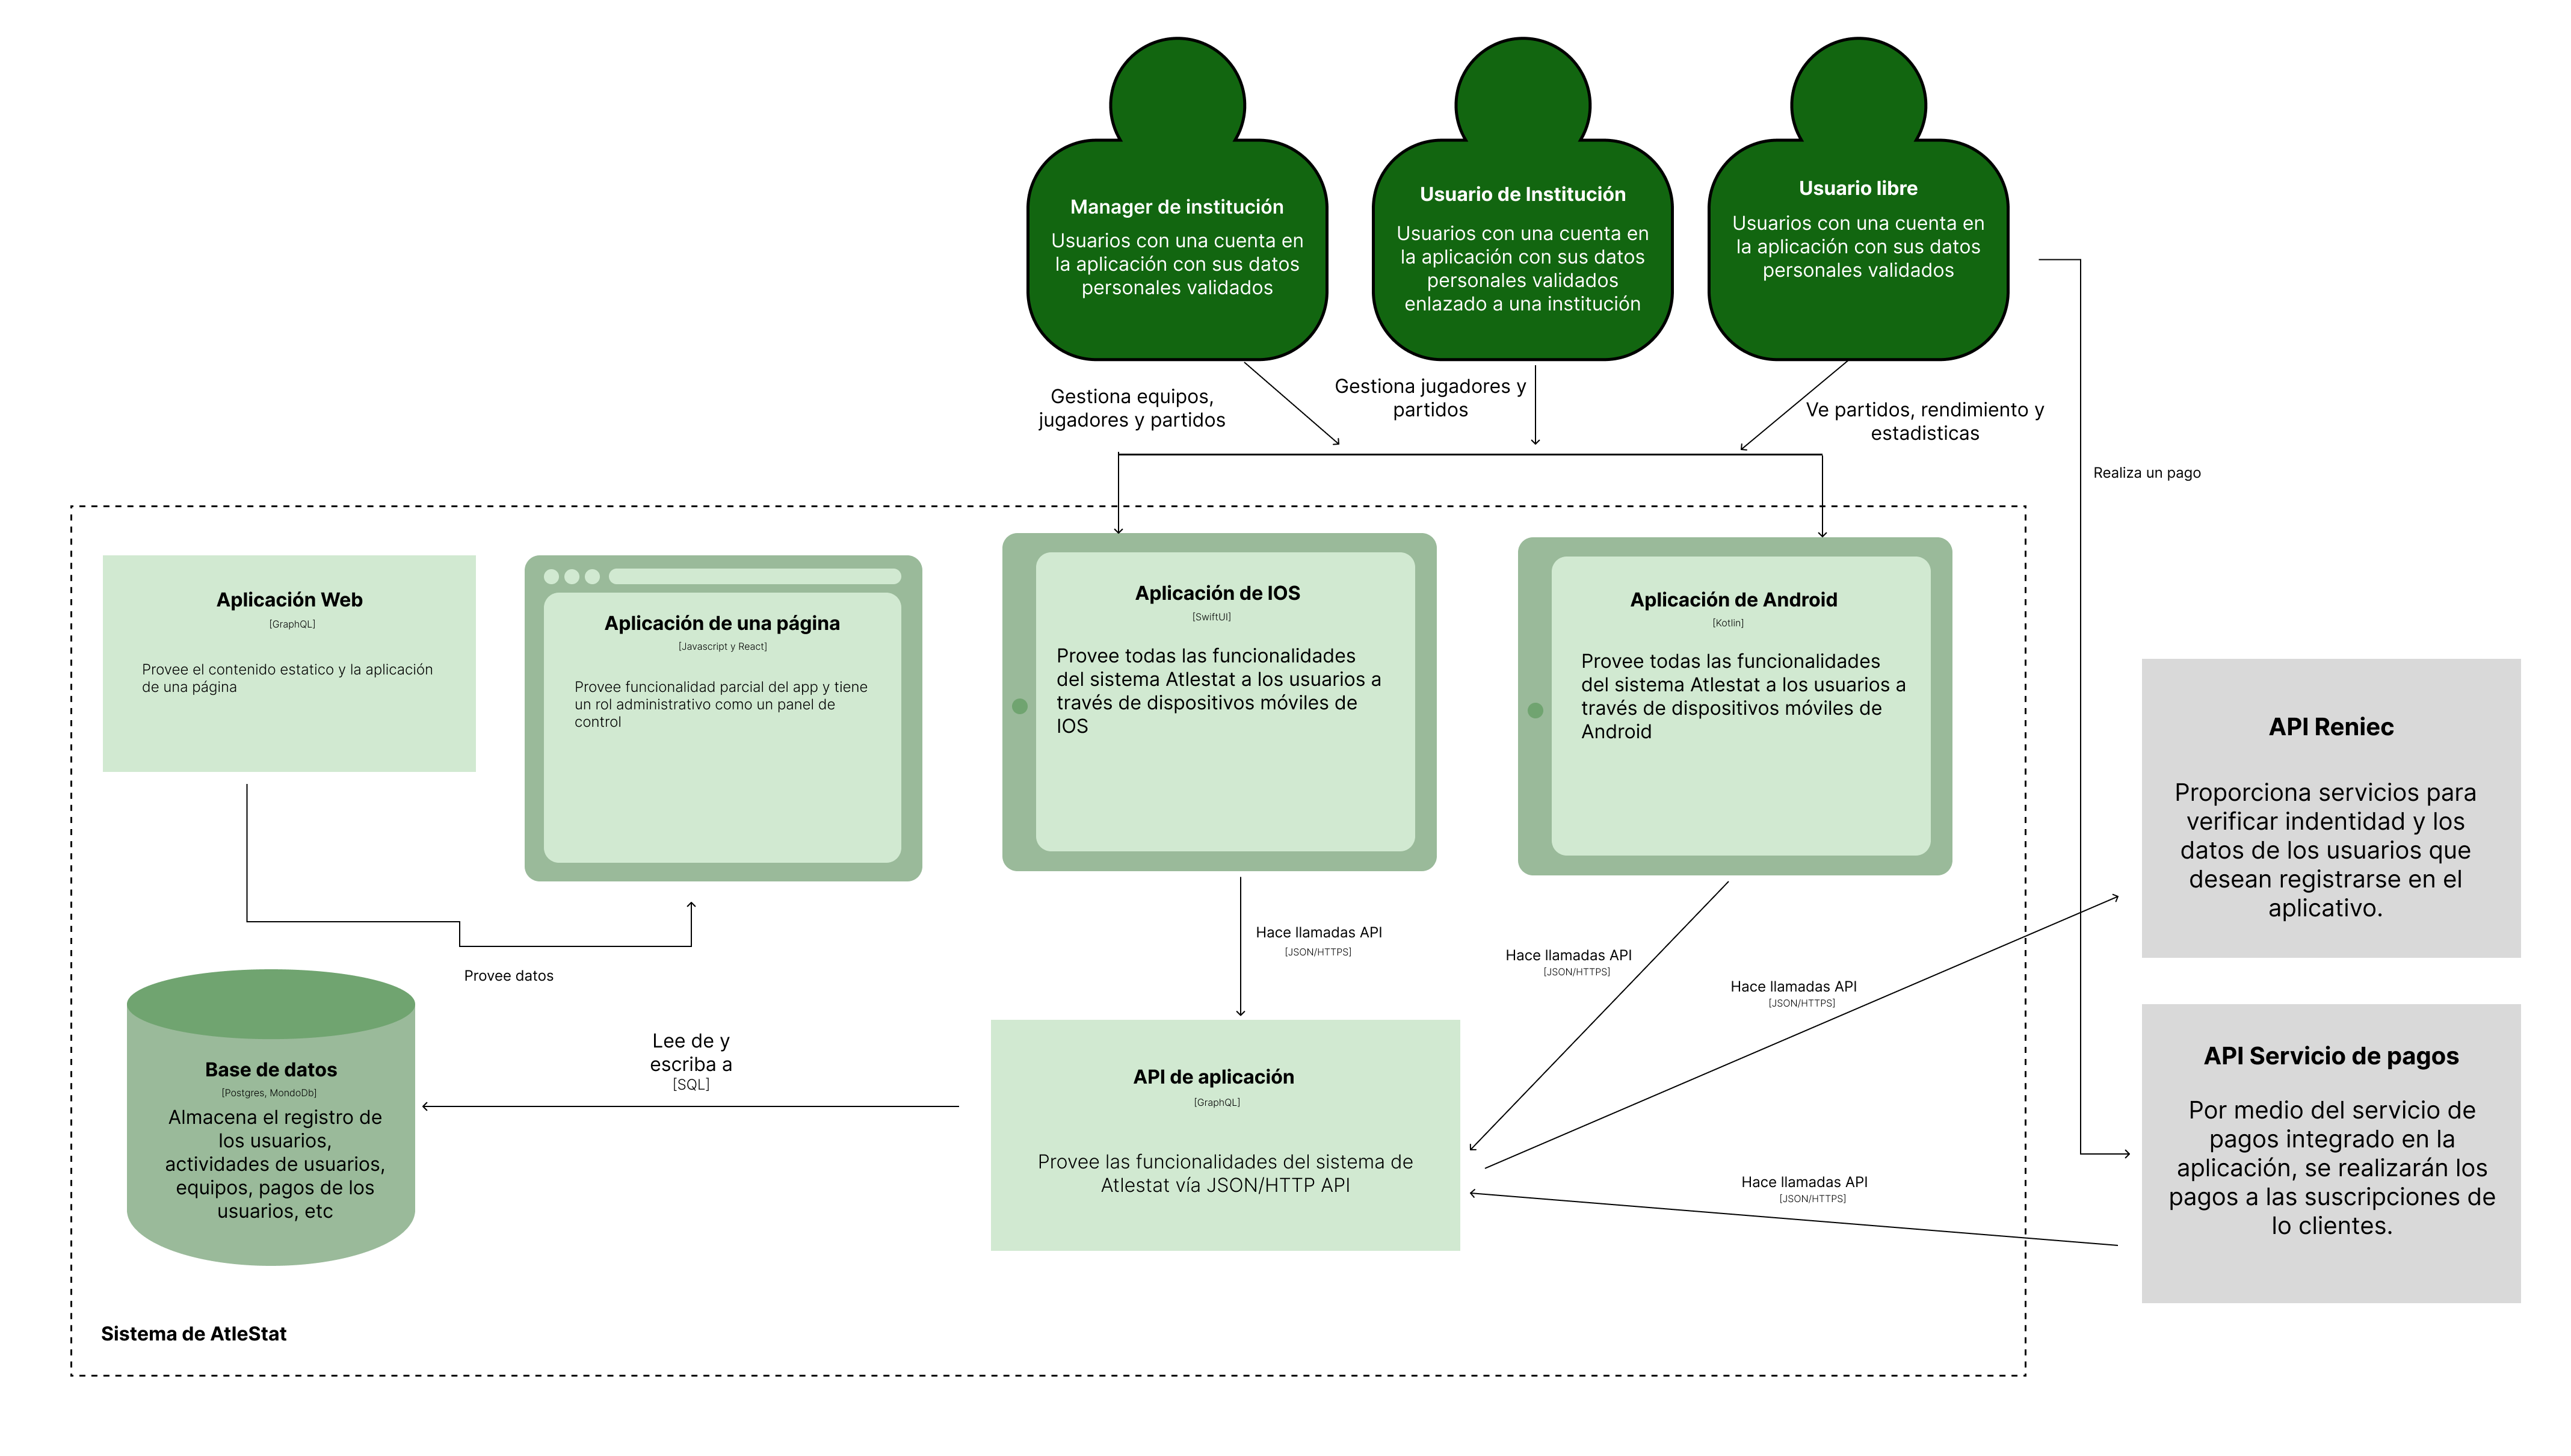 Manager de institución
Usuarios con una cuenta en
la aplicación con sus datos
personales validados
Usuario de Institución
Usuarios con una cuenta en
la aplicación con sus datos
personales validados
enlazado a una institución
Usuario libre
Usuarios con una cuenta en
la aplicación con sus datos
personales validados
Gestiona equipos,
jugadores y partidos
Gestiona jugadores y
partidos
Ve partidos, rendimiento y
estadisticas
Realiza un pago
Aplicación Web
[GraphQL]
Provee el contenido estatico y la aplicación
de una página
Aplicación de una página
[Javascript y React]
Provee funcionalidad parcial del app y tiene
un rol administrativo como un panel de
control
Aplicación de IOS
[SwiftUI]
Provee todas las funcionalidades
del sistema Atlestat a los usuarios a
través de dispositivos móviles de
IOS
Aplicación de Android
[Kotlin]
Provee todas las funcionalidades
del sistema Atlestat a los usuarios a
través de dispositivos móviles de
Android
API Reniec
Proporciona servicios para
verificar indentidad y los
datos de los usuarios que
desean registrarse en el
aplicativo.
Provee datos
Hace llamadas API
[JSON/HTTPS]
Hace llamadas API
[JSON/HTTPS]
Hace llamadas API
[JSON/HTTPS]
Base de datos
[Postgres, MondoDb]
Almacena el registro de
los usuarios,
actividades de usuarios,
equipos, pagos de los
usuarios, etc
Lee de y
escriba a
[SQL]
API de aplicación
[GraphQL]
Provee las funcionalidades del sistema de
Atlestat vía JSON/HTTP API
Hace llamadas API
[JSON/HTTPS]
API Servicio de pagos
Por medio del servicio de
pagos integrado en la
aplicación, se realizarán los
pagos a las suscripciones de
lo clientes.
Sistema de AtleStat